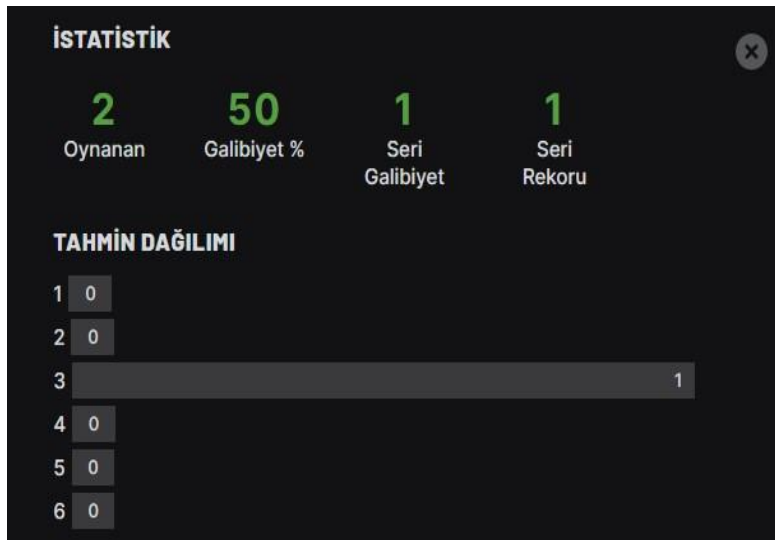 İSTATİSTİK
2
50
1
1
Oynanan
Galibiyet %
Seri
Galibiyet
Seri
Rekoru
TAHMİN DAĞILIMI
1 0
2 0
3 1
4 0
5 0
6 0